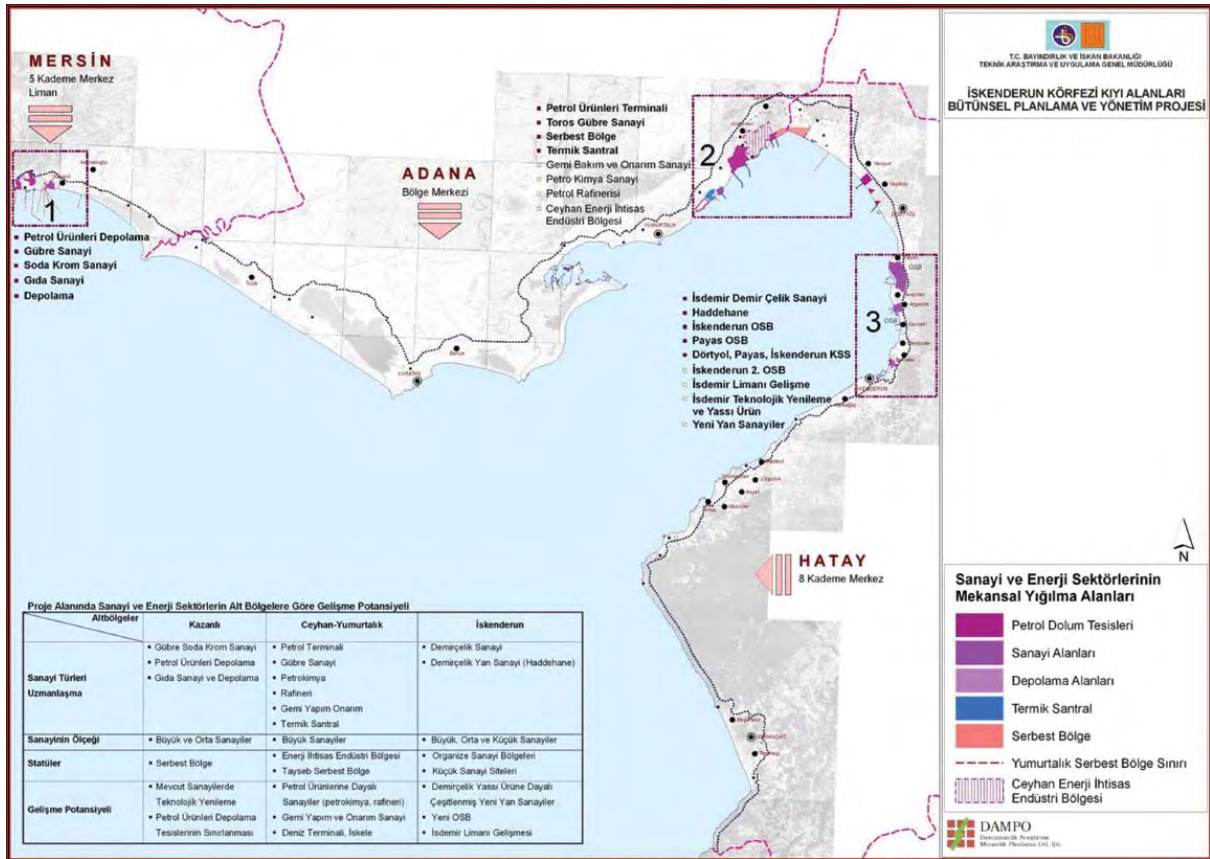 MERSİN
5 Kademe Merkez
Liman
1
Petrol Ürünleri Depolama
Gübre Sanayi
Soda Krom Sanayi
Gıda Sanayi
Depolama
ADANA
Bölge Merkezi
Petrol Ürünleri Terminali
Toros Gübre Sanayi
Serbest Bölge
Termik Santral
Gemi Bakım ve Onarım Sanayi
Petro Kimya Sanayi
Petrol Rafinerisi
Ceyhan Enerji İhtisas
Endüstri Bölgesi
2
YUMURTALIK
Tuzla
KARATAŞ
OSB
OSB
3
İsdemir Demir Çelik Sanayi
Haddehane
İskenderun OSB
Payas OSB
Dörtyol, Payas, İskenderun KSS
İskenderun 2. OSB
İsdemir Limanı Gelişme
İsdemir Teknolojik Yenileme
ve Yassı Ürün
Yeni Yan Sanayiler
İSKENDERUN
HATAY
8 Kademe Merkez
Proje Alanında Sanayi ve Enerji Sektörlerin Alt Bölgelere Göre Gelişme Potansiyeli
Altbölgeler
Kazanlı
Ceyhan-Yumurtalık
İskenderun
Sanayi Türleri
Uzmanlaşma
• Gübre Soda Krom Sanayi
• Petrol Ürünleri Depolama
• Gıda Sanayi ve Depolama
• Petrol Terminali
• Gübre Sanayi
• Petrokimya
• Rafineri
• Gemi Yapım Onarım
• Termik Santral
• Demirçelik Sanayi
• Demirçelik Yan Sanayi (Haddehane)
Sanayinin Ölçeği
• Büyük ve Orta Sanayiler
• Büyük Sanayiler
• Büyük, Orta ve Küçük Sanayiler
Statüler
• Serbest Bölge
• Enerji İhtisas Endüstri Bölgesi
• Tayseb Serbest Bölge
• Organize Sanayi Bölgeleri
• Küçük Sanayi Siteleri
Gelişme Potansiyeli
• Mevcut Sanayilerde
Teknolojik Yenileme
• Petrol Ürünleri Depolama
Tesislerinin Sınırlanması
• Petrol Ürünlerine Dayalı
Sanayiler (petrokimya, rafineri)
• Gemi Yapım ve Onarım Sanayi
• Deniz Terminali, İskele
• Demirçelik Yassı Ürüne Dayalı
Çeşitlenmiş Yeni Yan Sanayiler
• Yeni OSB
• İsdemir Limanı Gelişmesi
T.C. BAYINDIRLIK VE İSKAN BAKANLIĞI
TEKNİK ARAŞTIRMA VE UYGULAMA GENEL MÜDÜRLÜĞÜ
İSKENDERUN KÖRFEZİ KIYI ALANLARI
BÜTÜNSEL PLANLAMA VE YÖNETİM PROJESİ
N
Sanayi ve Enerji Sektörlerinin
Mekansal Yığılma Alanları
Petrol Dolum Tesisleri
Sanayi Alanları
Depolama Alanları
Termik Santral
Serbest Bölge
Yumurtalık Serbest Bölge Sınırı
Ceyhan Enerji İhtisas
Endüstri Bölgesi
DAMPO